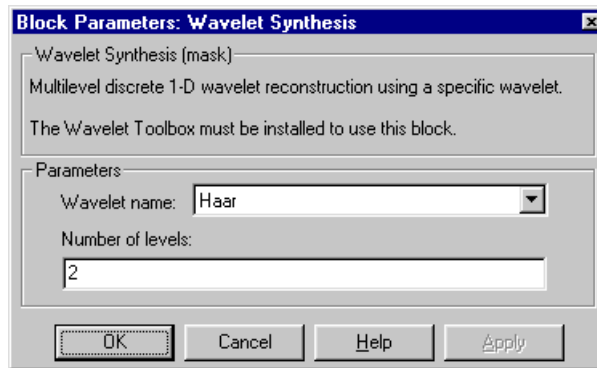 Block Parameters: Wavelet Synthesis
Wavelet Synthesis (mask)
Multilevel discrete 1-D wavelet reconstruction using a specific wavelet.
The Wavelet Toolbox must be installed to use this block.
Parameters
Wavelet name: Haar
Number of levels:
2
OK Cancel Help Apply